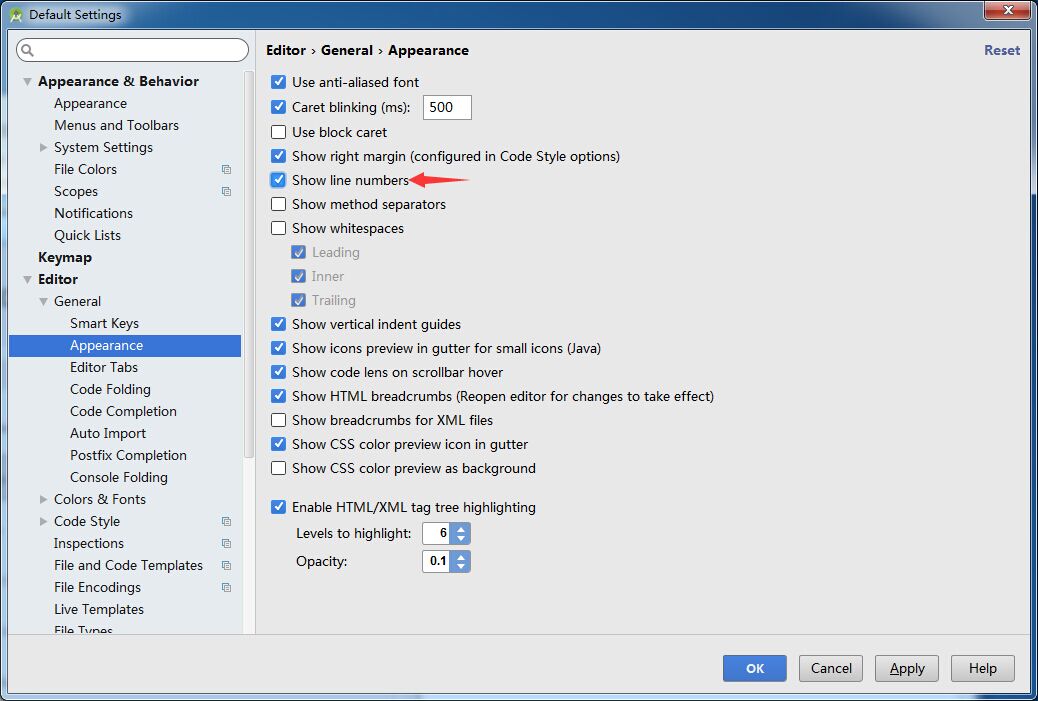 Default Settings
Appearance & Behavior
Appearance
Menus and Toolbars
System Settings
File Colors
Scopes
Notifications
Quick Lists
Keymap
Editor
General
Smart Keys
Appearance
Editor Tabs
Code Folding
Code Completion
Auto Import
Postfix Completion
Console Folding
Colors & Fonts
Code Style
Inspections
File and Code Templates
File Encodings
Live Templates
File Types
Editor › General › Appearance
Reset
Use anti-aliased font
Caret blinking (ms): 500
Use block caret
Show right margin (configured in Code Style options)
Show line numbers
Show method separators
Show whitespaces
Leading
Inner
Trailing
Show vertical indent guides
Show icons preview in gutter for small icons (Java)
Show code lens on scrollbar hover
Show HTML breadcrumbs (Reopen editor for changes to take effect)
Show breadcrumbs for XML files
Show CSS color preview icon in gutter
Show CSS color preview as background
Enable HTML/XML tag tree highlighting
Levels to highlight: 6
Opacity: 0.1
OK
Cancel
Apply
Help